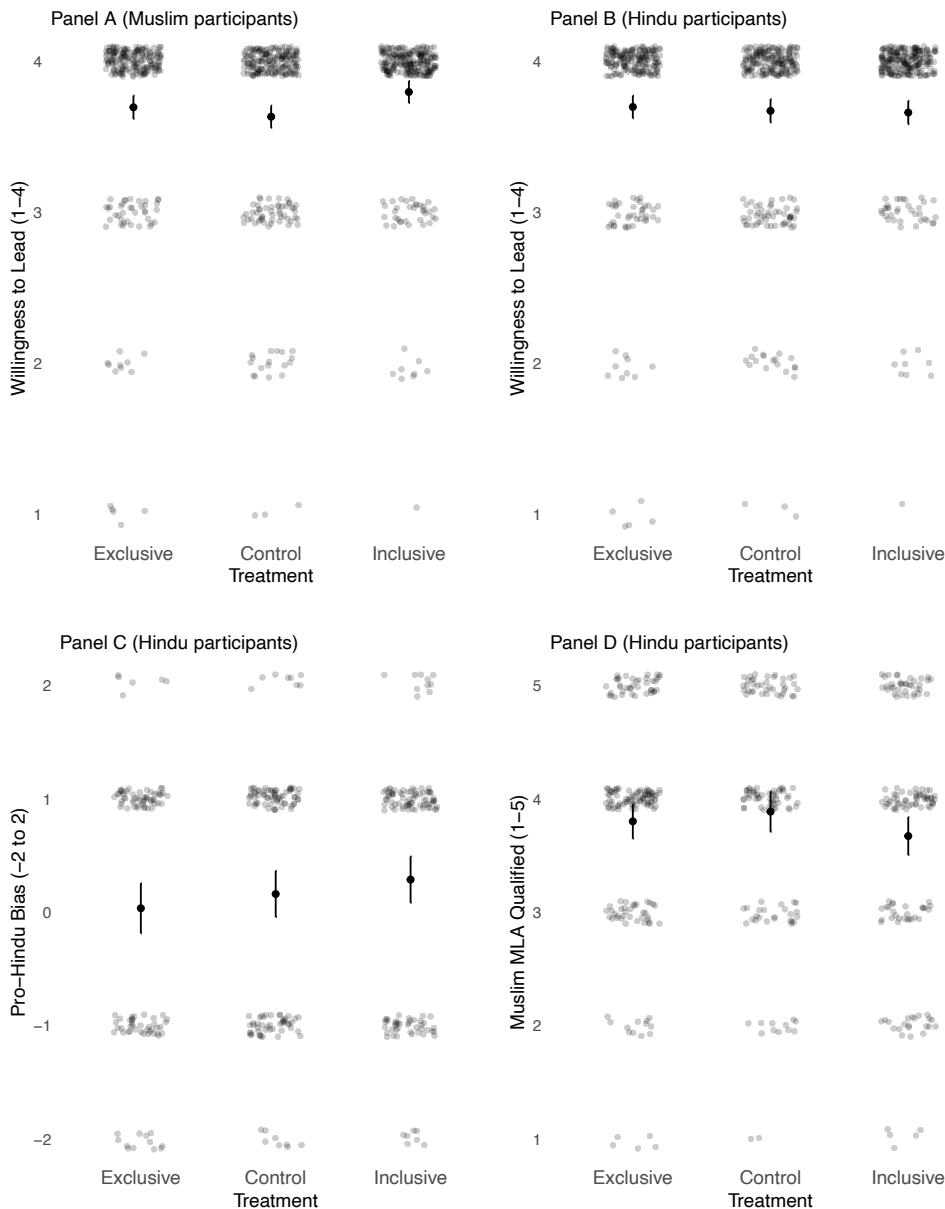 Panel A (Muslim participants)
Willingness to Lead (1−4)
4
3
2
1
Exclusive Control Inclusive
Treatment
Panel B (Hindu participants)
Willingness to Lead (1−4)
4
3
2
1
Exclusive Control Inclusive
Treatment
Panel C (Hindu participants)
Pro−Hindu Bias (−2 to 2)
2
1
0
−1
−2
Exclusive Control Inclusive
Treatment
Panel D (Hindu participants)
Muslim MLA Qualified (1−5)
5
4
3
2
1
Exclusive Control Inclusive
Treatment